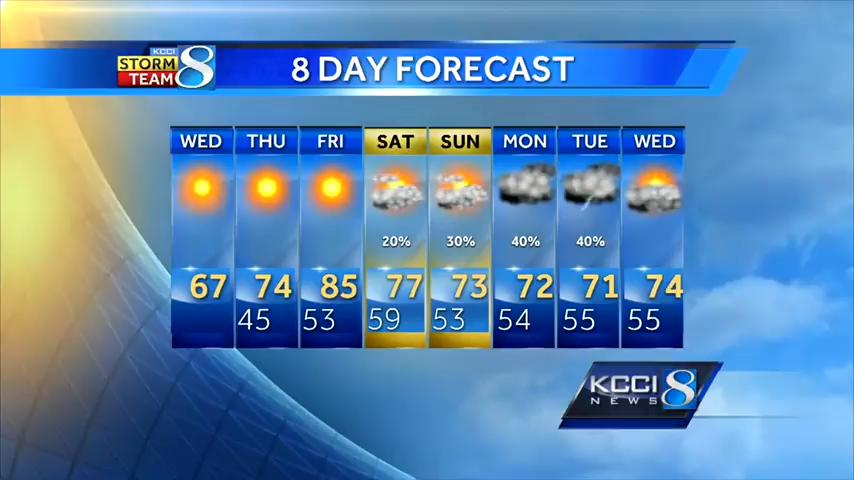 KCCI
STORM
TEAM 8
8 DAY FORECAST
WED THU FRI SAT SUN MON TUE WED
20% 30% 40% 40%
67 74 85 77 73 72 71 74
45 53 59 53 54 55 55
KCCI 8
NEWS